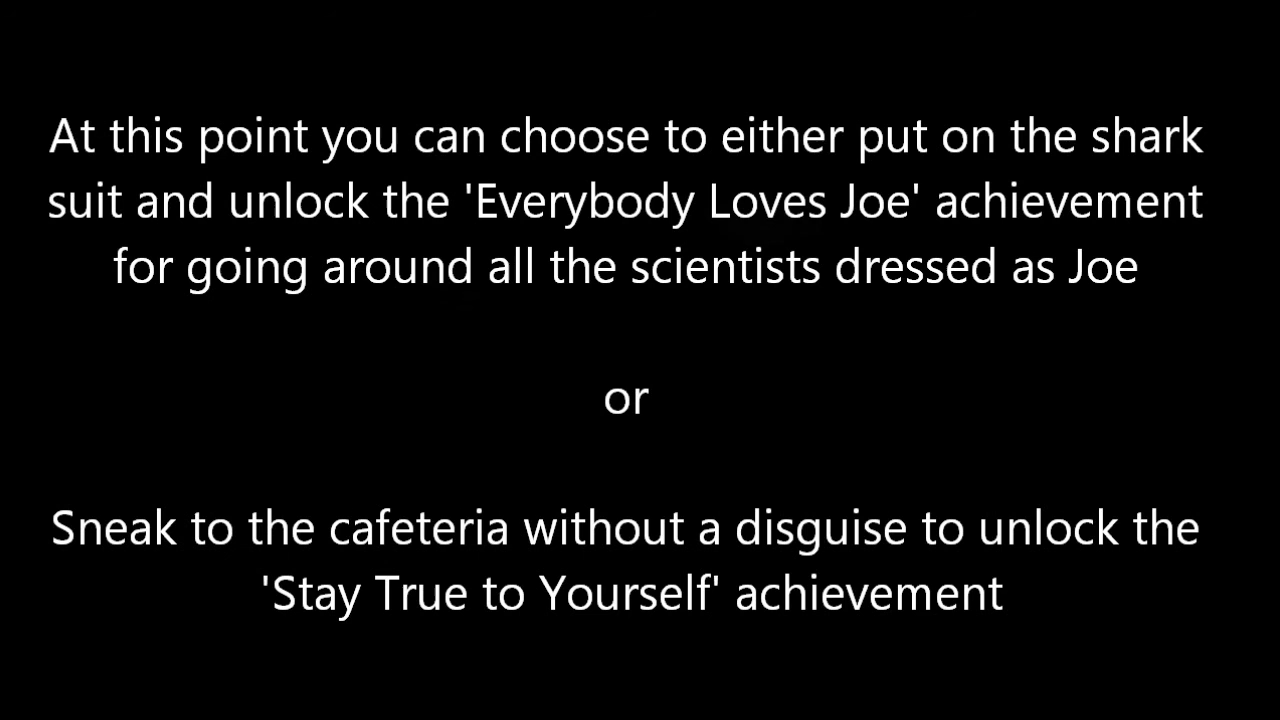 At this point you can choose to either put on the shark
suit and unlock the 'Everybody Loves Joe' achievement
for going around all the scientists dressed as Joe
or
Sneak to the cafeteria without a disguise to unlock the
'Stay True to Yourself' achievement